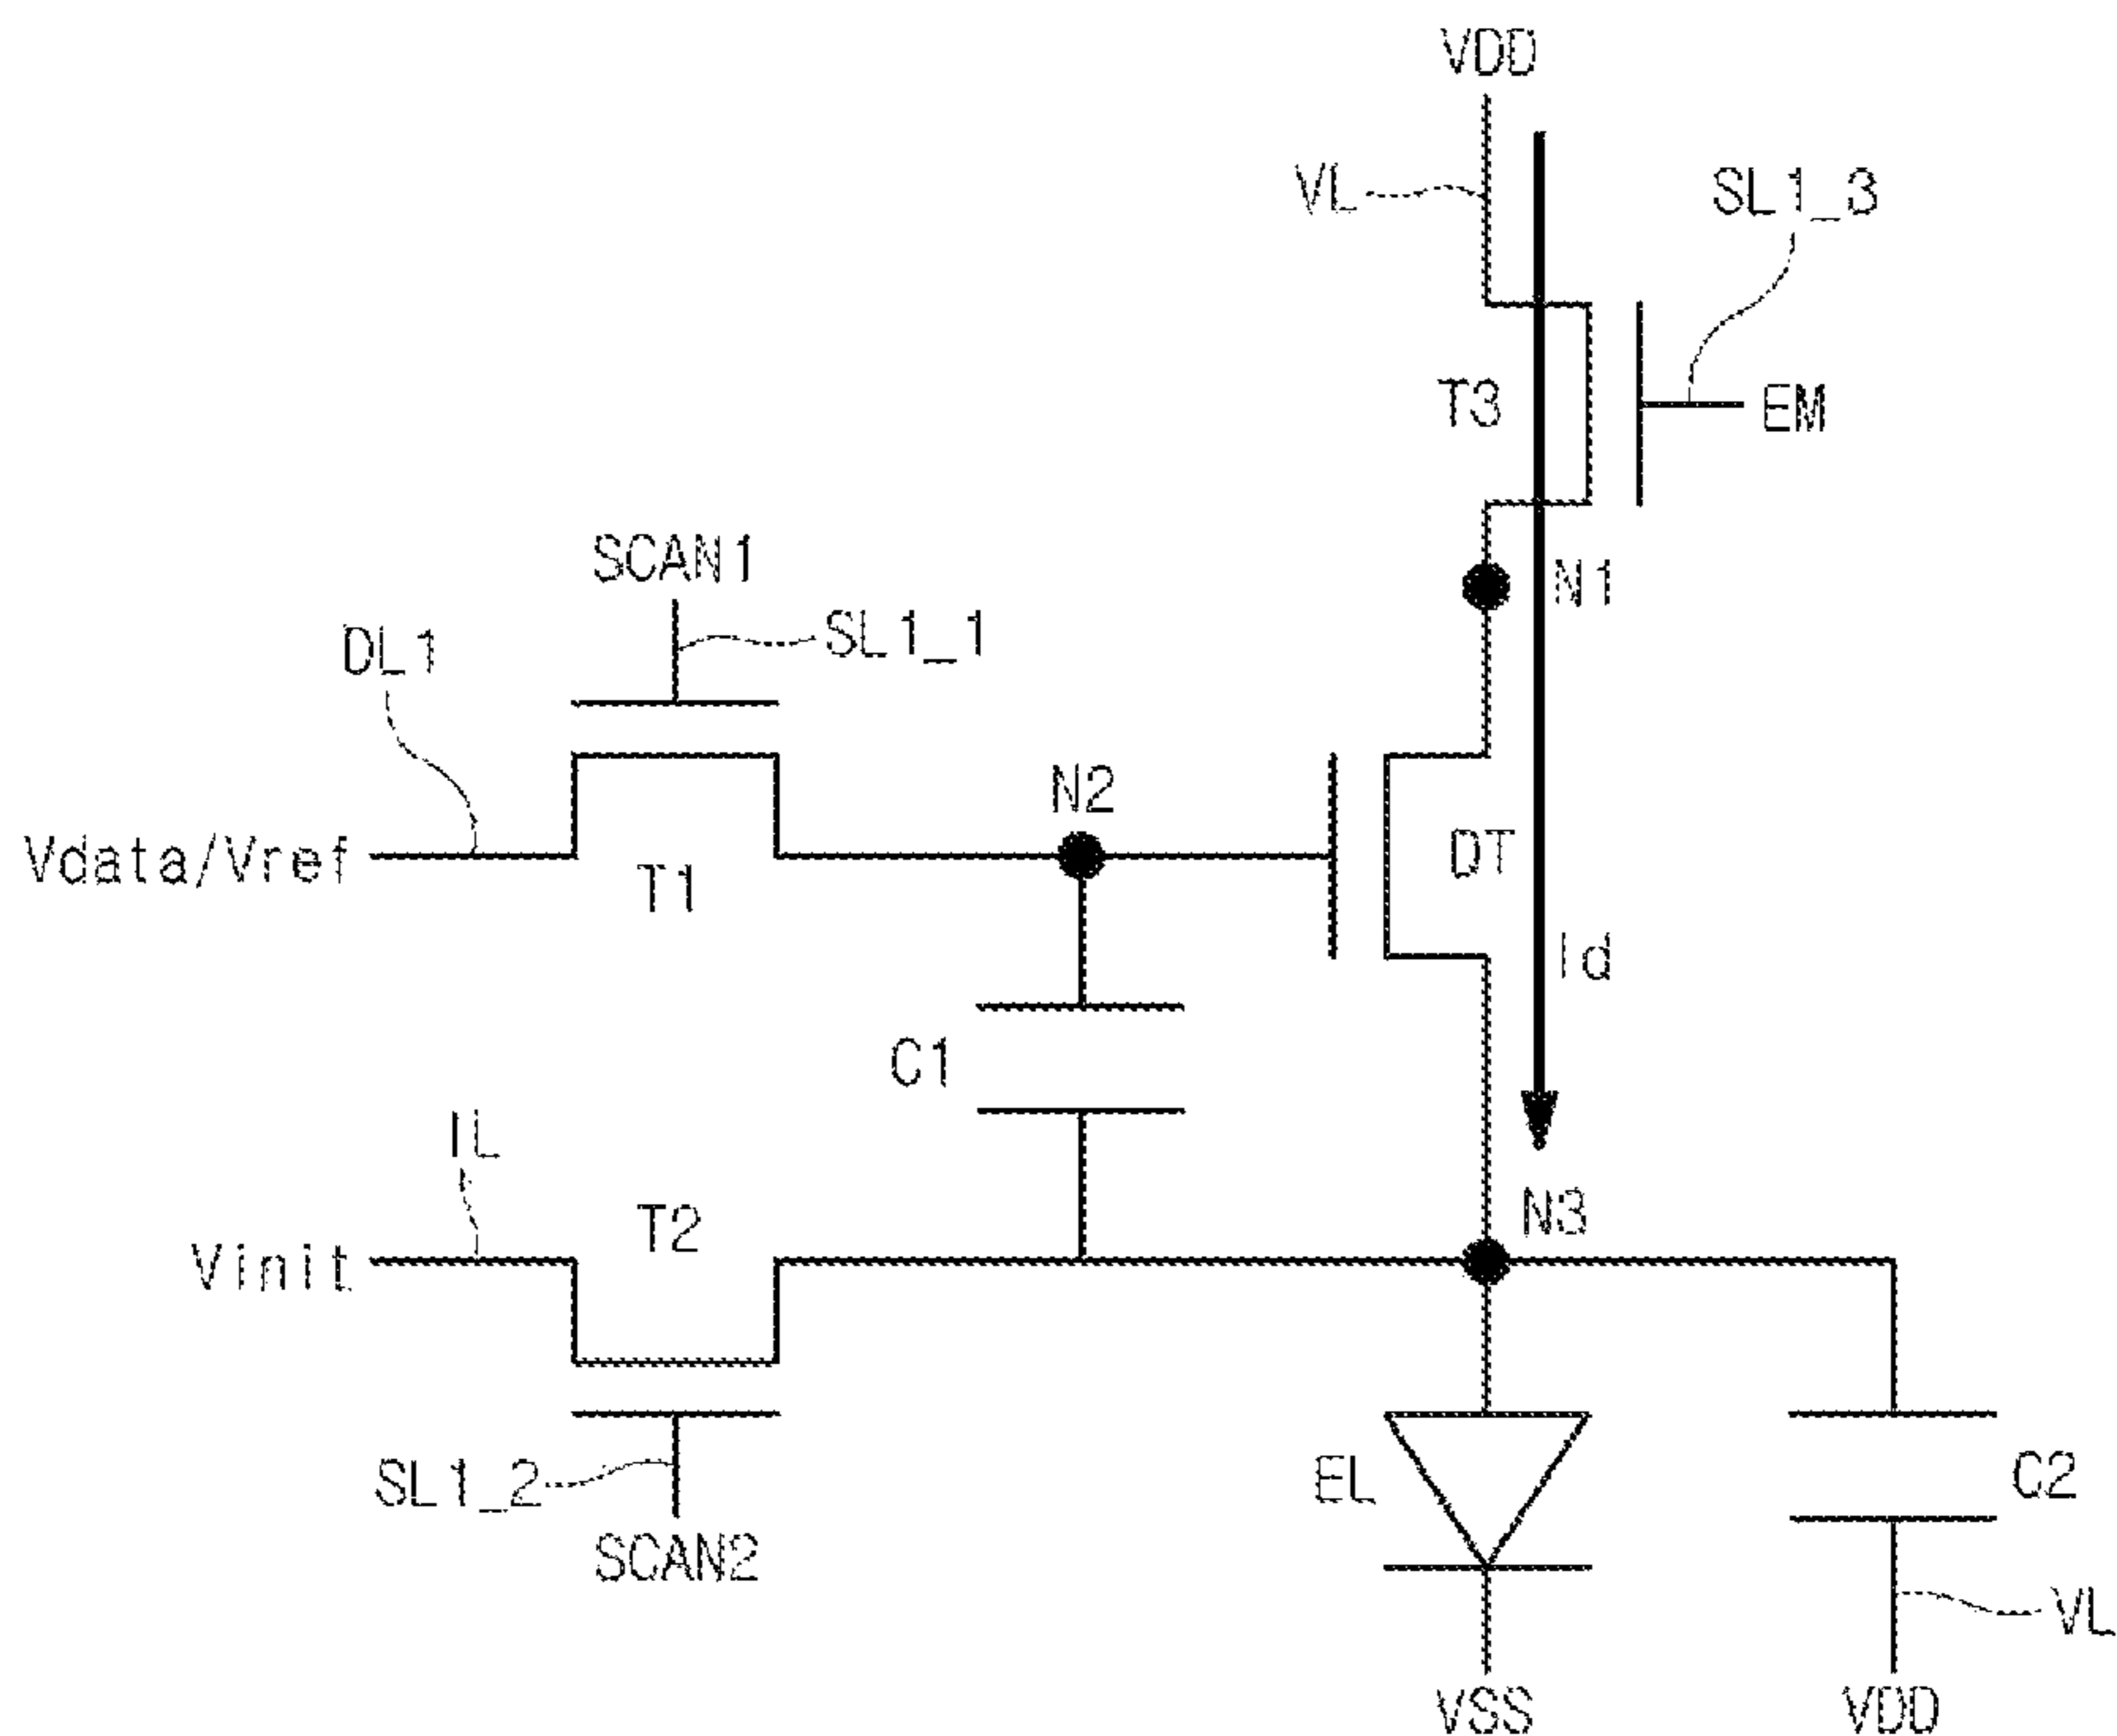 VDD
VL
SL1_3
T3
EM
SCAN1
N1
DL1
SL1_1
N2
Vdata/Vref
T1
DT
Id
C1
IL
T2
N3
Vinit
SL1_2
EL
C2
SCAN2
VL
VSS
VDD